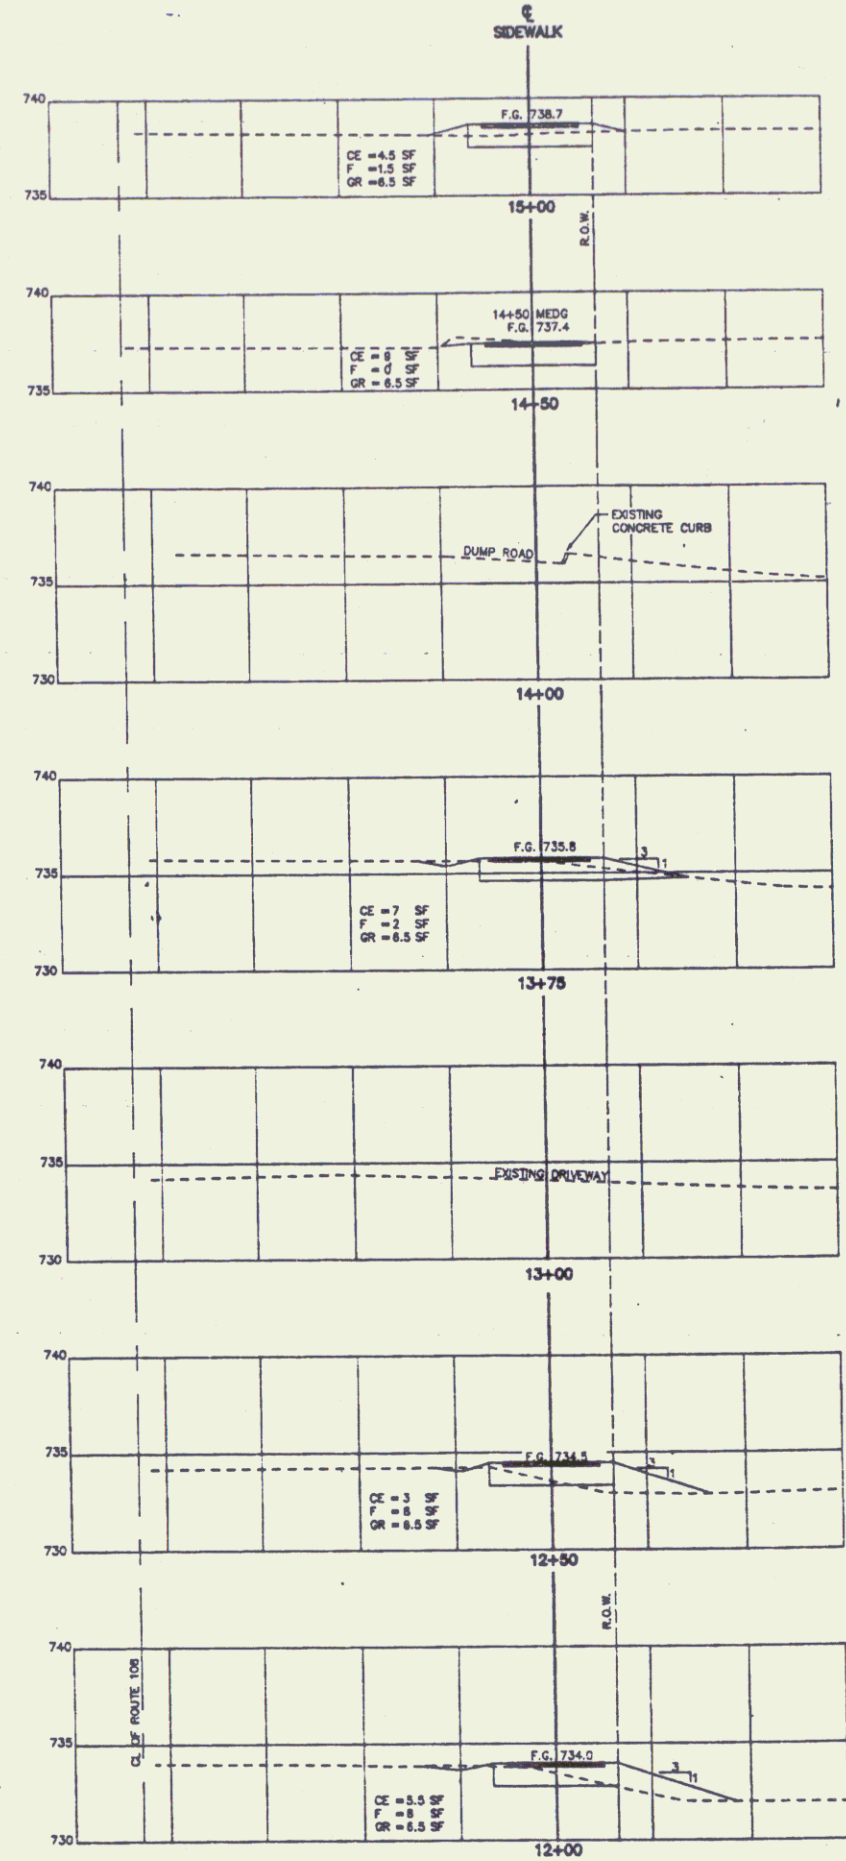 ℄
SIDEWALK
740
F.G. 738.7
CE = 4.5 SF
F = 1.5 SF
GR = 6.5 SF
735
15+00
R.O.W.
740
14+50 MEDG
F.G. 737.4
CE = 9 SF
F = 0 SF
GR = 6.5 SF
735
14+50
740
EXISTING
CONCRETE CURB
DUMP ROAD
735
730
14+00
740
F.G. 735.8
3
1
735
CE = 7 SF
F = 2 SF
GR = 6.5 SF
730
13+75
740
735
EXISTING DRIVEWAY
730
13+00
740
735
F.G. 734.5
3
1
CE = 3 SF
F = SF
GR = 6.5 SF
730
12+50
R.O.W.
740
CL OF ROUTE 108
735
F.G. 734.0
3
1
CE = 5.5 SF
F = SF
GR = 6.5 SF
730
12+00